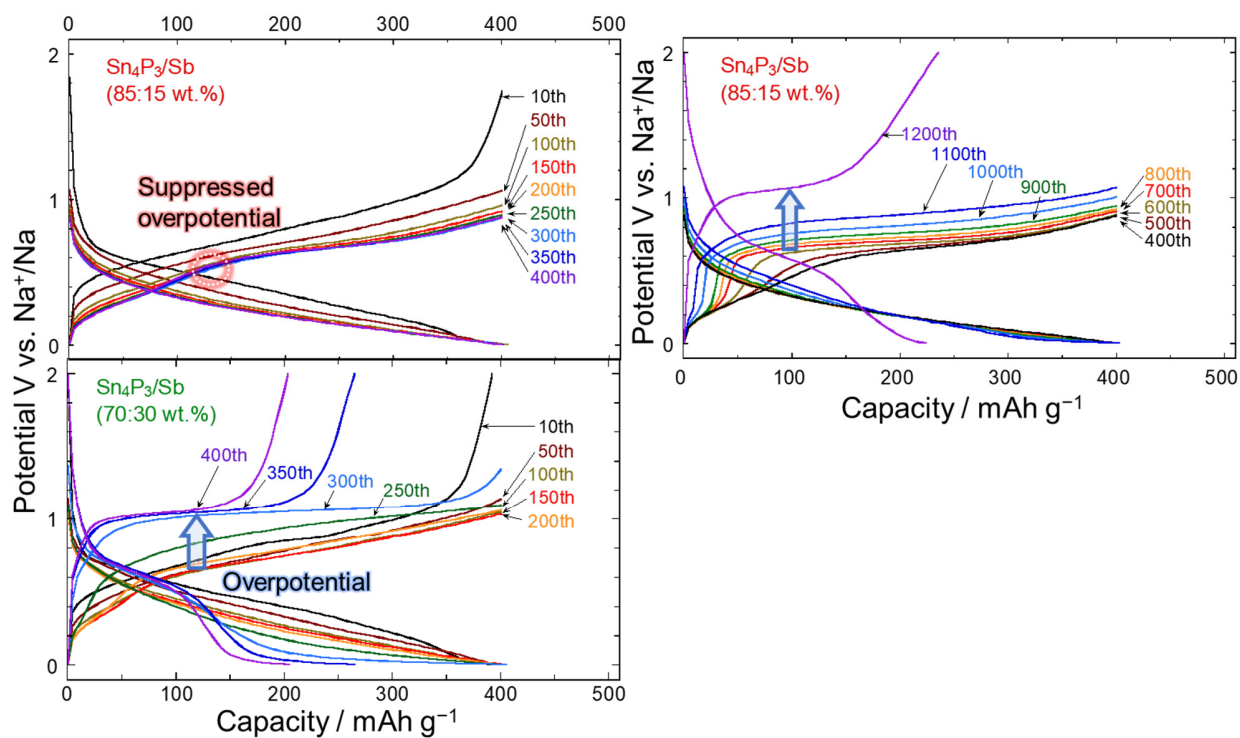 0 100 200 300 400 500
Potential V vs. Na⁺/Na
2
1
0
Sn₄P₃/Sb
(85:15 wt.%)
Suppressed
overpotential
10th
50th
100th
150th
200th
250th
300th
350th
400th
2
1
0
Sn₄P₃/Sb
(70:30 wt.%)
400th
350th
300th
250th
10th
50th
100th
150th
200th
Overpotential
0 100 200 300 400 500
Capacity / mAh g⁻¹
Potential V vs. Na⁺/Na
2
1
0
Sn₄P₃/Sb
(85:15 wt.%)
1200th
1100th
1000th
900th
800th
700th
600th
500th
400th
0 100 200 300 400 500
Capacity / mAh g⁻¹